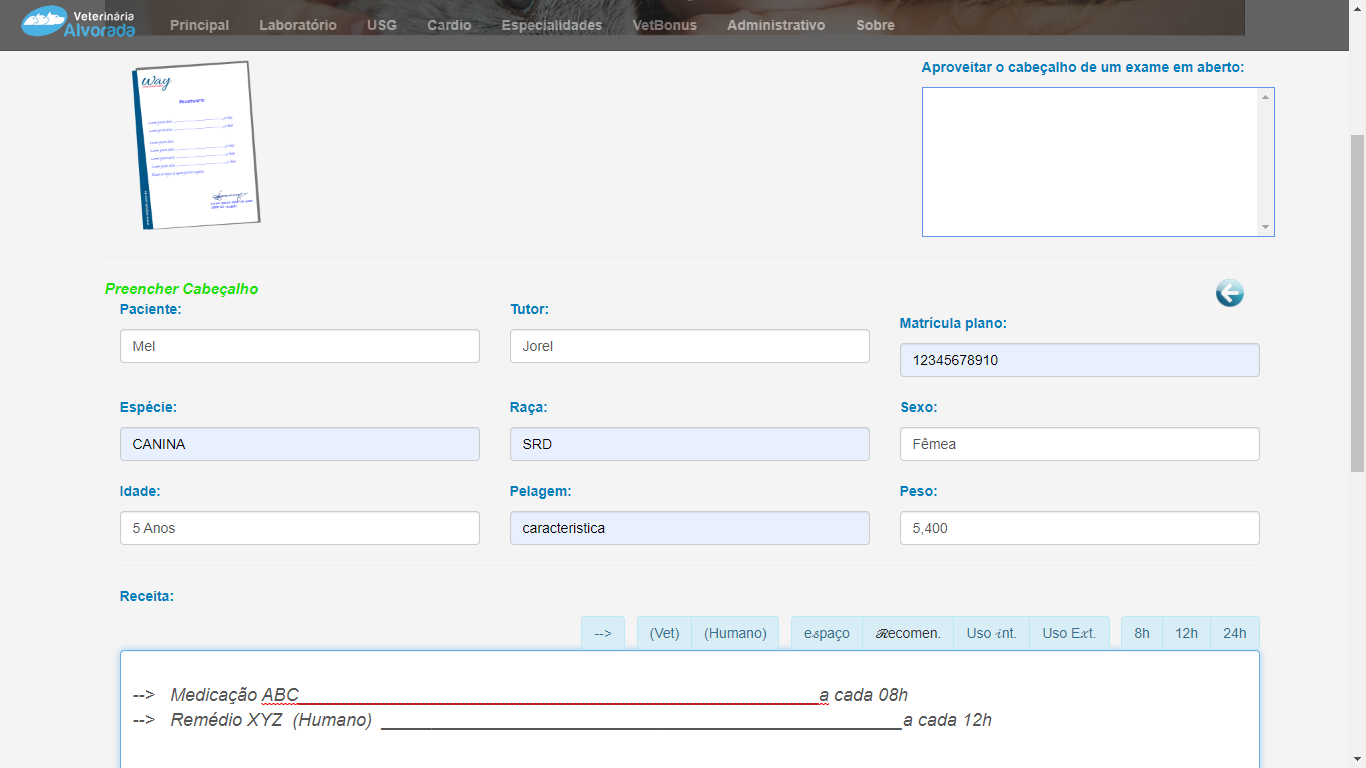 Veterinária
Alvorada
Principal Laboratório USG Cardio Especialidades VetBonus Administrativo Sobre
way
Receituário
Aproveitar o cabeçalho de um exame em aberto:
Preencher Cabeçalho
Paciente: Tutor: Matrícula plano:
Mel Jorel 12345678910
Espécie: Raça: Sexo:
CANINA SRD Fêmea
Idade: Pelagem: Peso:
5 Anos caracteristica 5,400
Receita:
--> (Vet) (Humano) e𝓈paço 𝓡ecomen. Uso 𝒾nt. Uso E𝓍t. 8h 12h 24h
--> Medicação ABC____________________________________________________a cada 08h
--> Remédio XYZ (Humano) ____________________________________________________a cada 12h